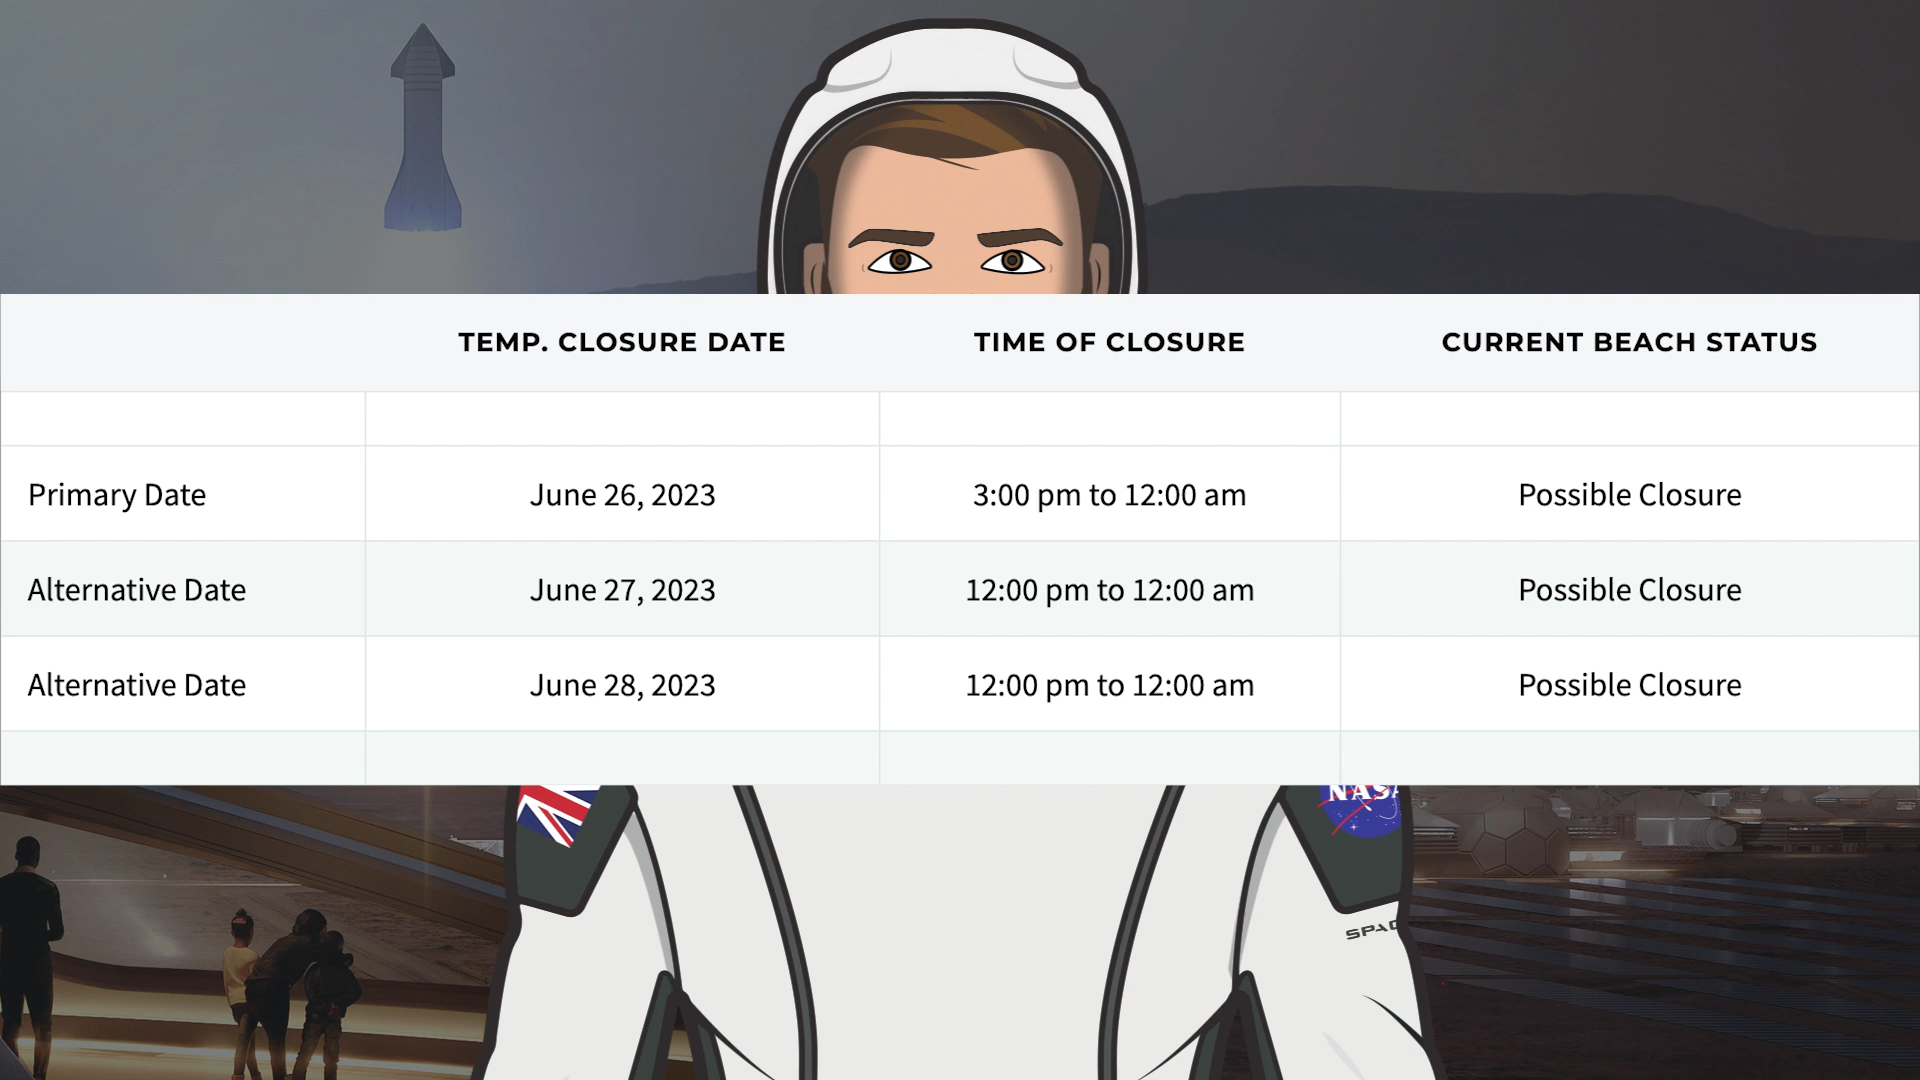 TEMP. CLOSURE DATE TIME OF CLOSURE CURRENT BEACH STATUS
Primary Date June 26, 2023 3:00 pm to 12:00 am Possible Closure
Alternative Date June 27, 2023 12:00 pm to 12:00 am Possible Closure
Alternative Date June 28, 2023 12:00 pm to 12:00 am Possible Closure
NASA
SPAC